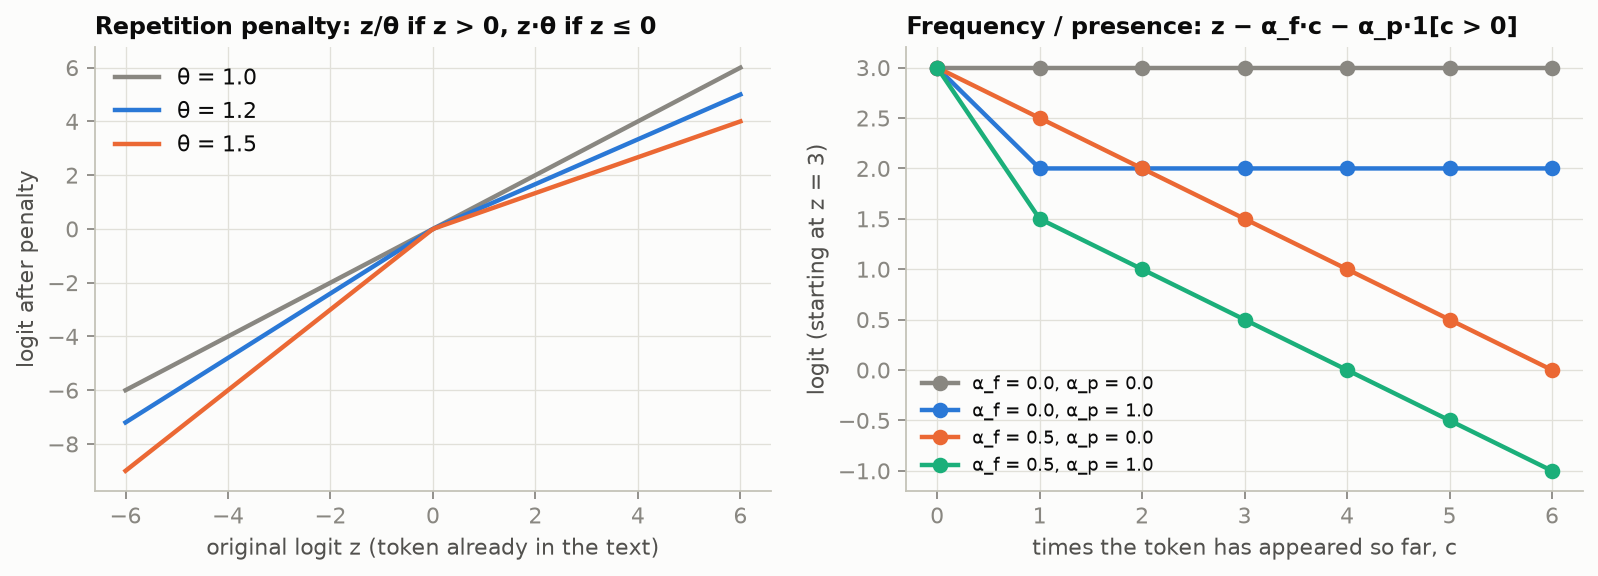 Repetition penalty: z/θ if z > 0, z·θ if z ≤ 0
θ = 1.0
θ = 1.2
θ = 1.5
6
4
2
0
−2
−4
−6
−8
logit after penalty
−6
−4
−2
0
2
4
6
original logit z (token already in the text)
Frequency / presence: z − α_f·c − α_p·1[c > 0]
3.0
2.5
2.0
1.5
1.0
0.5
0.0
−0.5
−1.0
logit (starting at z = 3)
α_f = 0.0, α_p = 0.0
α_f = 0.0, α_p = 1.0
α_f = 0.5, α_p = 0.0
α_f = 0.5, α_p = 1.0
0
1
2
3
4
5
6
times the token has appeared so far, c